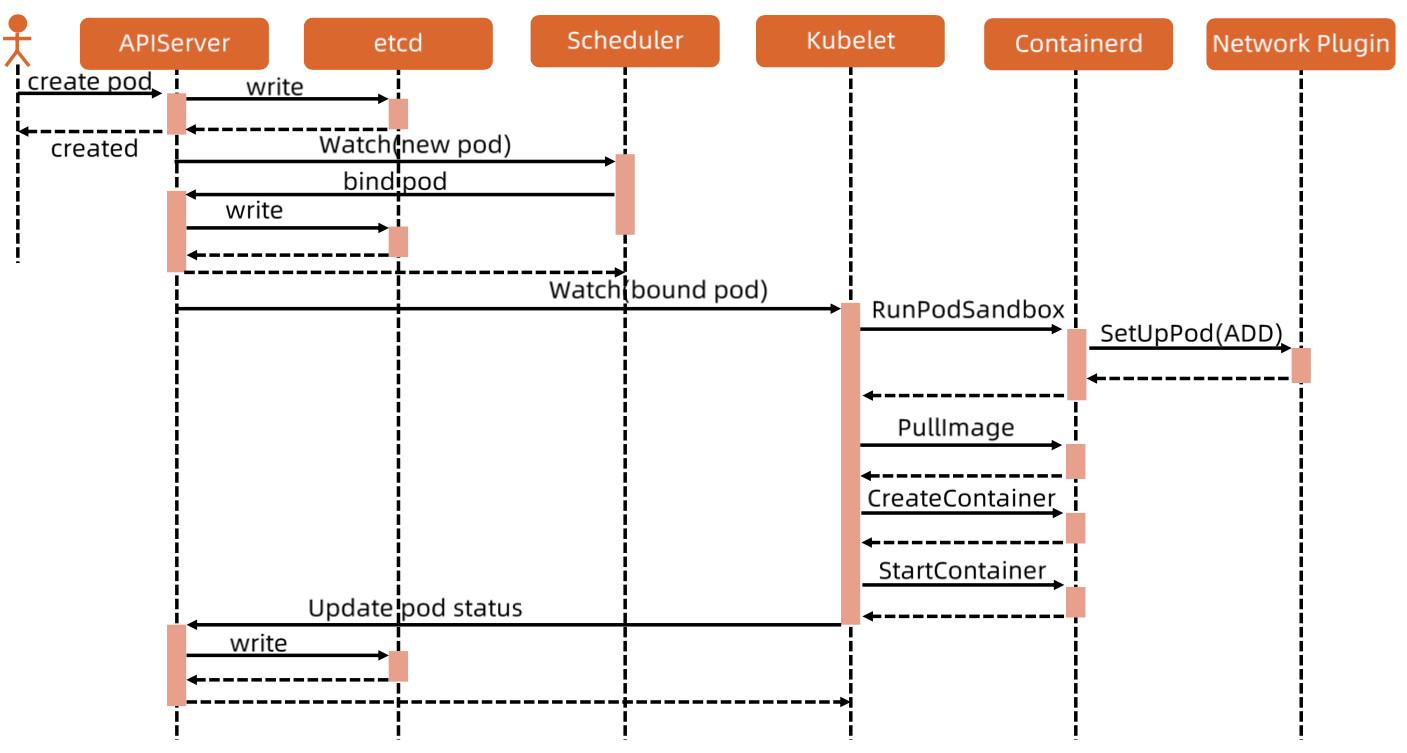 APIServer
etcd
Scheduler
Kubelet
Containerd
Network Plugin
create pod
write
created
Watch(new pod)
bind pod
write
Watch(bound pod)
RunPodSandbox
SetUpPod(ADD)
PullImage
CreateContainer
StartContainer
Update pod status
write